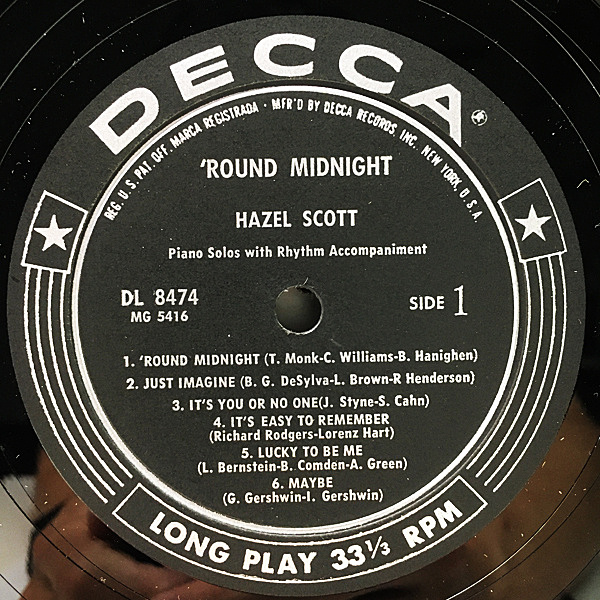 DECCA
REG. U.S. PAT. OFF. MARCA REGISTRADA · MFR'D BY DECCA RECORDS, INC. NEW YORK, U.S.A.
'ROUND MIDNIGHT
HAZEL SCOTT
Piano Solos with Rhythm Accompaniment
DL 8474
MG 5416
SIDE 1
1. 'ROUND MIDNIGHT (T. Monk-C. Williams-B. Hanighen)
2. JUST IMAGINE (B. G. DeSylva-L. Brown-R Henderson)
3. IT'S YOU OR NO ONE(J. Styne-S. Cahn)
4. IT'S EASY TO REMEMBER
(Richard Rodgers-Lorenz Hart)
5. LUCKY TO BE ME
(L. Bernstein-B. Comden-A. Green)
6. MAYBE
(G. Gershwin-I. Gershwin)
LONG PLAY 33⅓ RPM